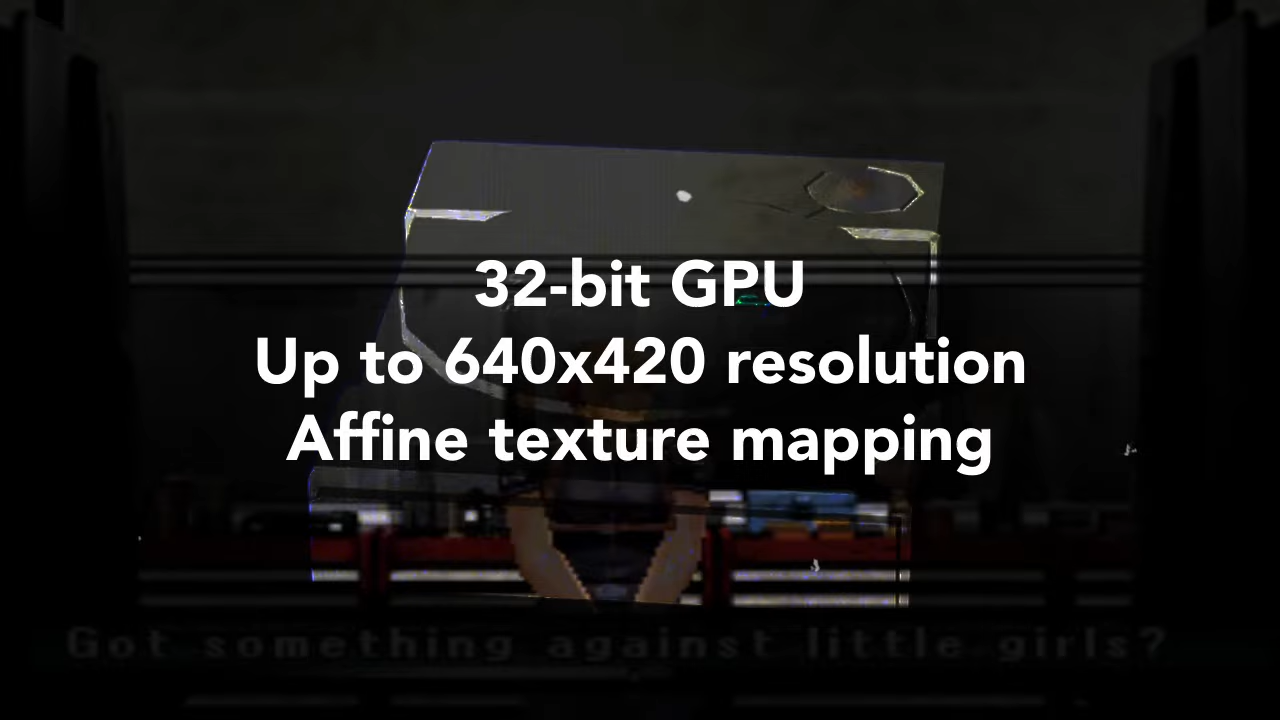 32-bit GPU
Up to 640x420 resolution
Affine texture mapping
Got something against little girls?